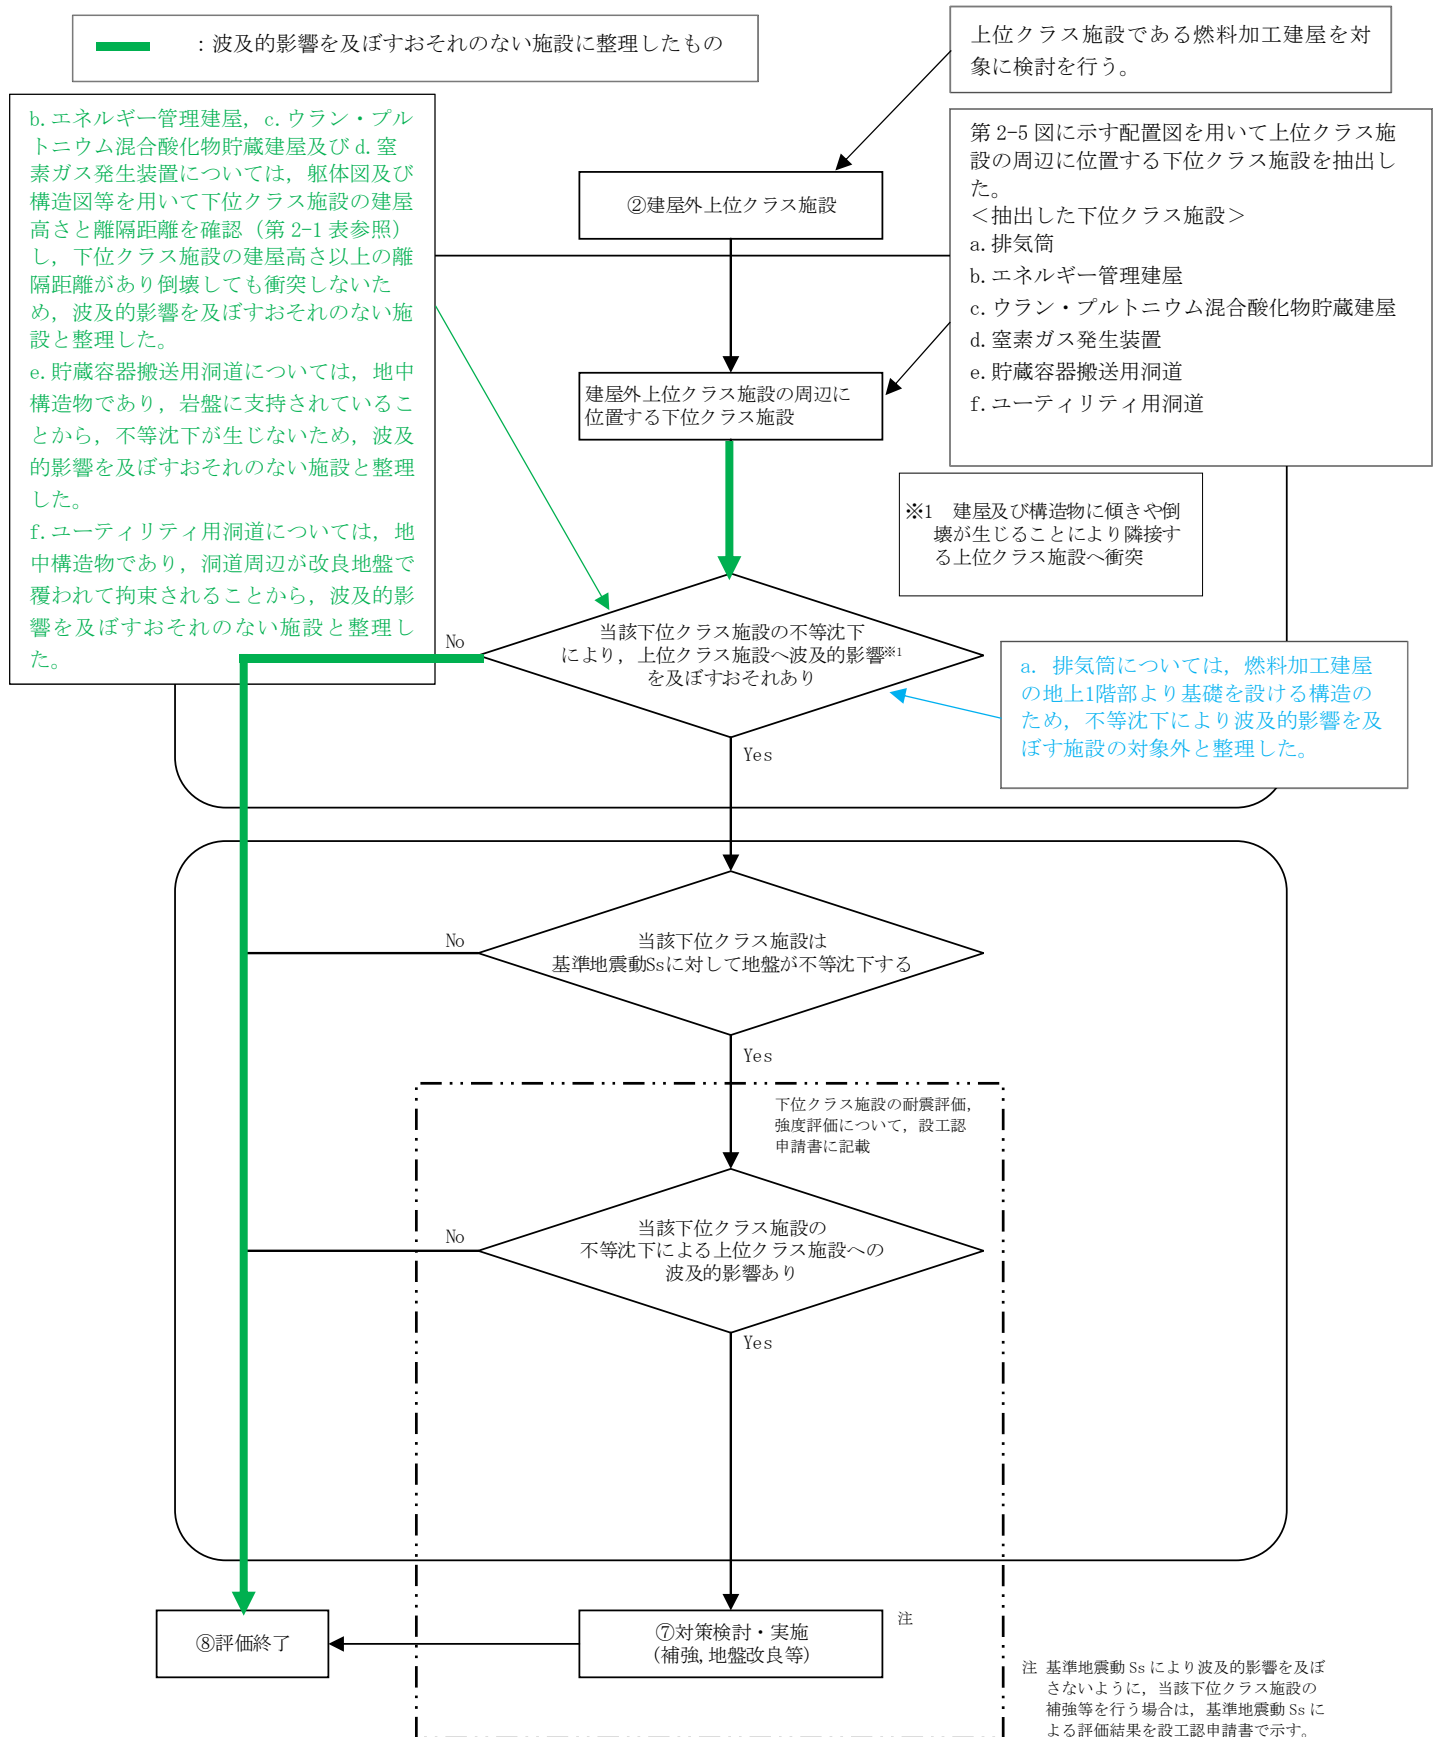 ：波及的影響を及ぼすおそれのない施設に整理したもの
上位クラス施設である燃料加工建屋を対
象に検討を行う。
b.エネルギー管理建屋，c.ウラン・プル
トニウム混合酸化物貯蔵建屋及びd.窒
素ガス発生装置については，躯体図及び
構造図等を用いて下位クラス施設の建屋
高さと離隔距離を確認（第2-1表参照）
し，下位クラス施設の建屋高さ以上の離
隔距離があり倒壊しても衝突しないた
め，波及的影響を及ぼすおそれのない施
設と整理した。
e.貯蔵容器搬送用洞道については，地中
構造物であり，岩盤に支持されているこ
とから，不等沈下が生じないため，波及
的影響を及ぼすおそれのない施設と整理
した。
f.ユーティリティ用洞道については，地
中構造物であり，洞道周辺が改良地盤で
覆われて拘束されることから，波及的影
響を及ぼすおそれのない施設と整理し
た。
第2-5図に示す配置図を用いて上位クラス施
設の周辺に位置する下位クラス施設を抽出し
た。
＜抽出した下位クラス施設＞
a.排気筒
b.エネルギー管理建屋
c.ウラン・プルトニウム混合酸化物貯蔵建屋
d.窒素ガス発生装置
e.貯蔵容器搬送用洞道
f.ユーティリティ用洞道
②建屋外上位クラス施設
建屋外上位クラス施設の周辺に
位置する下位クラス施設
※1　建屋及び構造物に傾きや倒
壊が生じることにより隣接す
る上位クラス施設へ衝突
No
当該下位クラス施設の不等沈下
により，上位クラス施設へ波及的影響※1
を及ぼすおそれあり
Yes
a. 排気筒については，燃料加工建屋
の地上1階部より基礎を設ける構造の
ため，不等沈下により波及的影響を及
ぼす施設の対象外と整理した。
No
当該下位クラス施設は
基準地震動Ssに対して地盤が不等沈下する
Yes
下位クラス施設の耐震評価，
強度評価について，設工認
申請書に記載
No
当該下位クラス施設の
不等沈下による上位クラス施設への
波及的影響あり
Yes
⑧評価終了
⑦対策検討・実施
(補強,地盤改良等)
注
注 基準地震動Ssにより波及的影響を及ぼ
さないように，当該下位クラス施設の
補強等を行う場合は，基準地震動Ssに
よる評価結果を設工認申請書で示す。